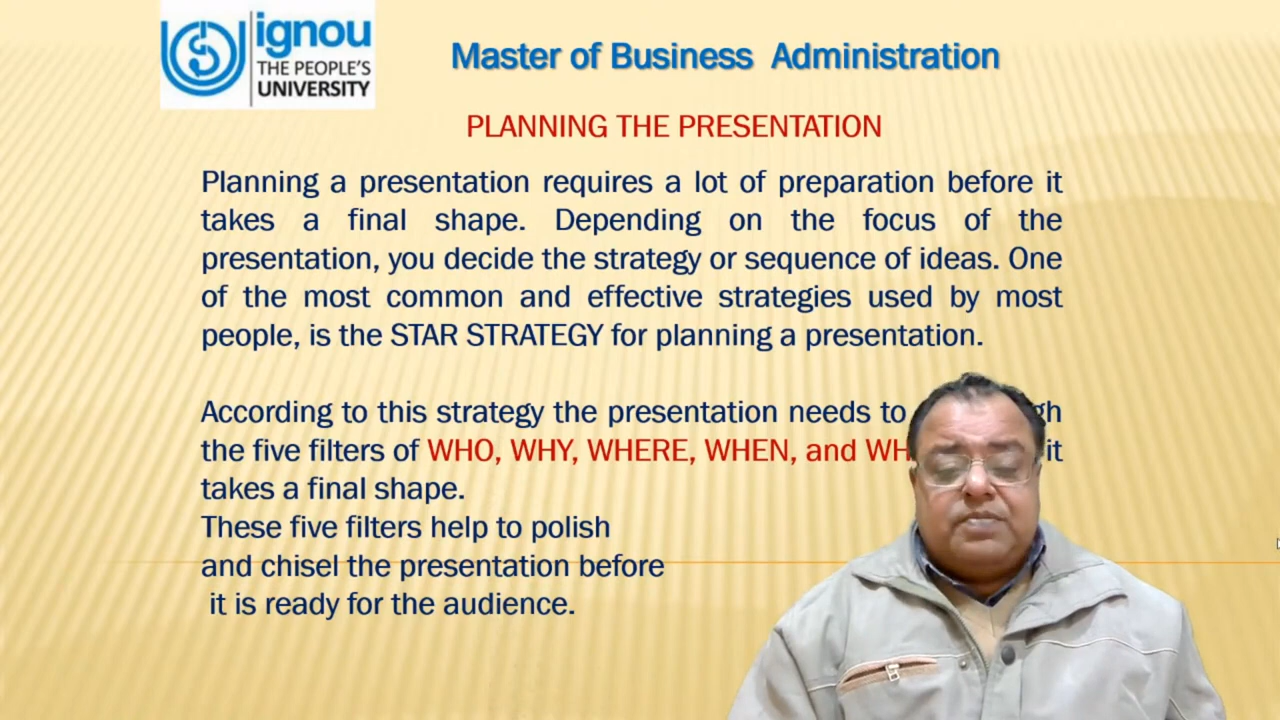 ignou
THE PEOPLE'S
UNIVERSITY
Master of Business Administration
PLANNING THE PRESENTATION
Planning a presentation requires a lot of preparation before it
takes a final shape. Depending on the focus of the
presentation, you decide the strategy or sequence of ideas. One
of the most common and effective strategies used by most
people, is the STAR STRATEGY for planning a presentation.
According to this strategy the presentation needs to
the five filters of WHO, WHY, WHERE, WHEN, and it
takes a final shape.
These five filters help to polish
and chisel the presentation before
it is ready for the audience.